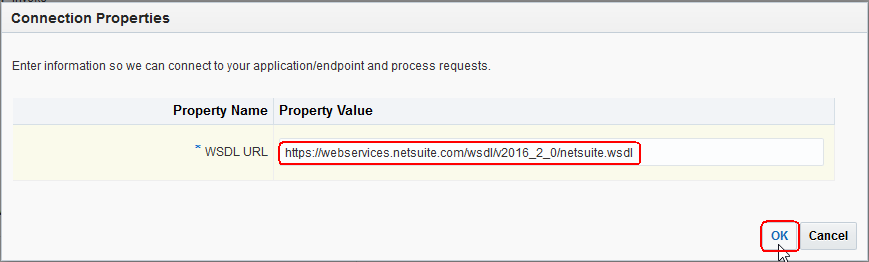 Connection Properties
Enter information so we can connect to your application/endpoint and process requests.
Property Name Property Value
* WSDL URL https://webservices.netsuite.com/wsdl/v2016_2_0/netsuite.wsdl
OK Cancel